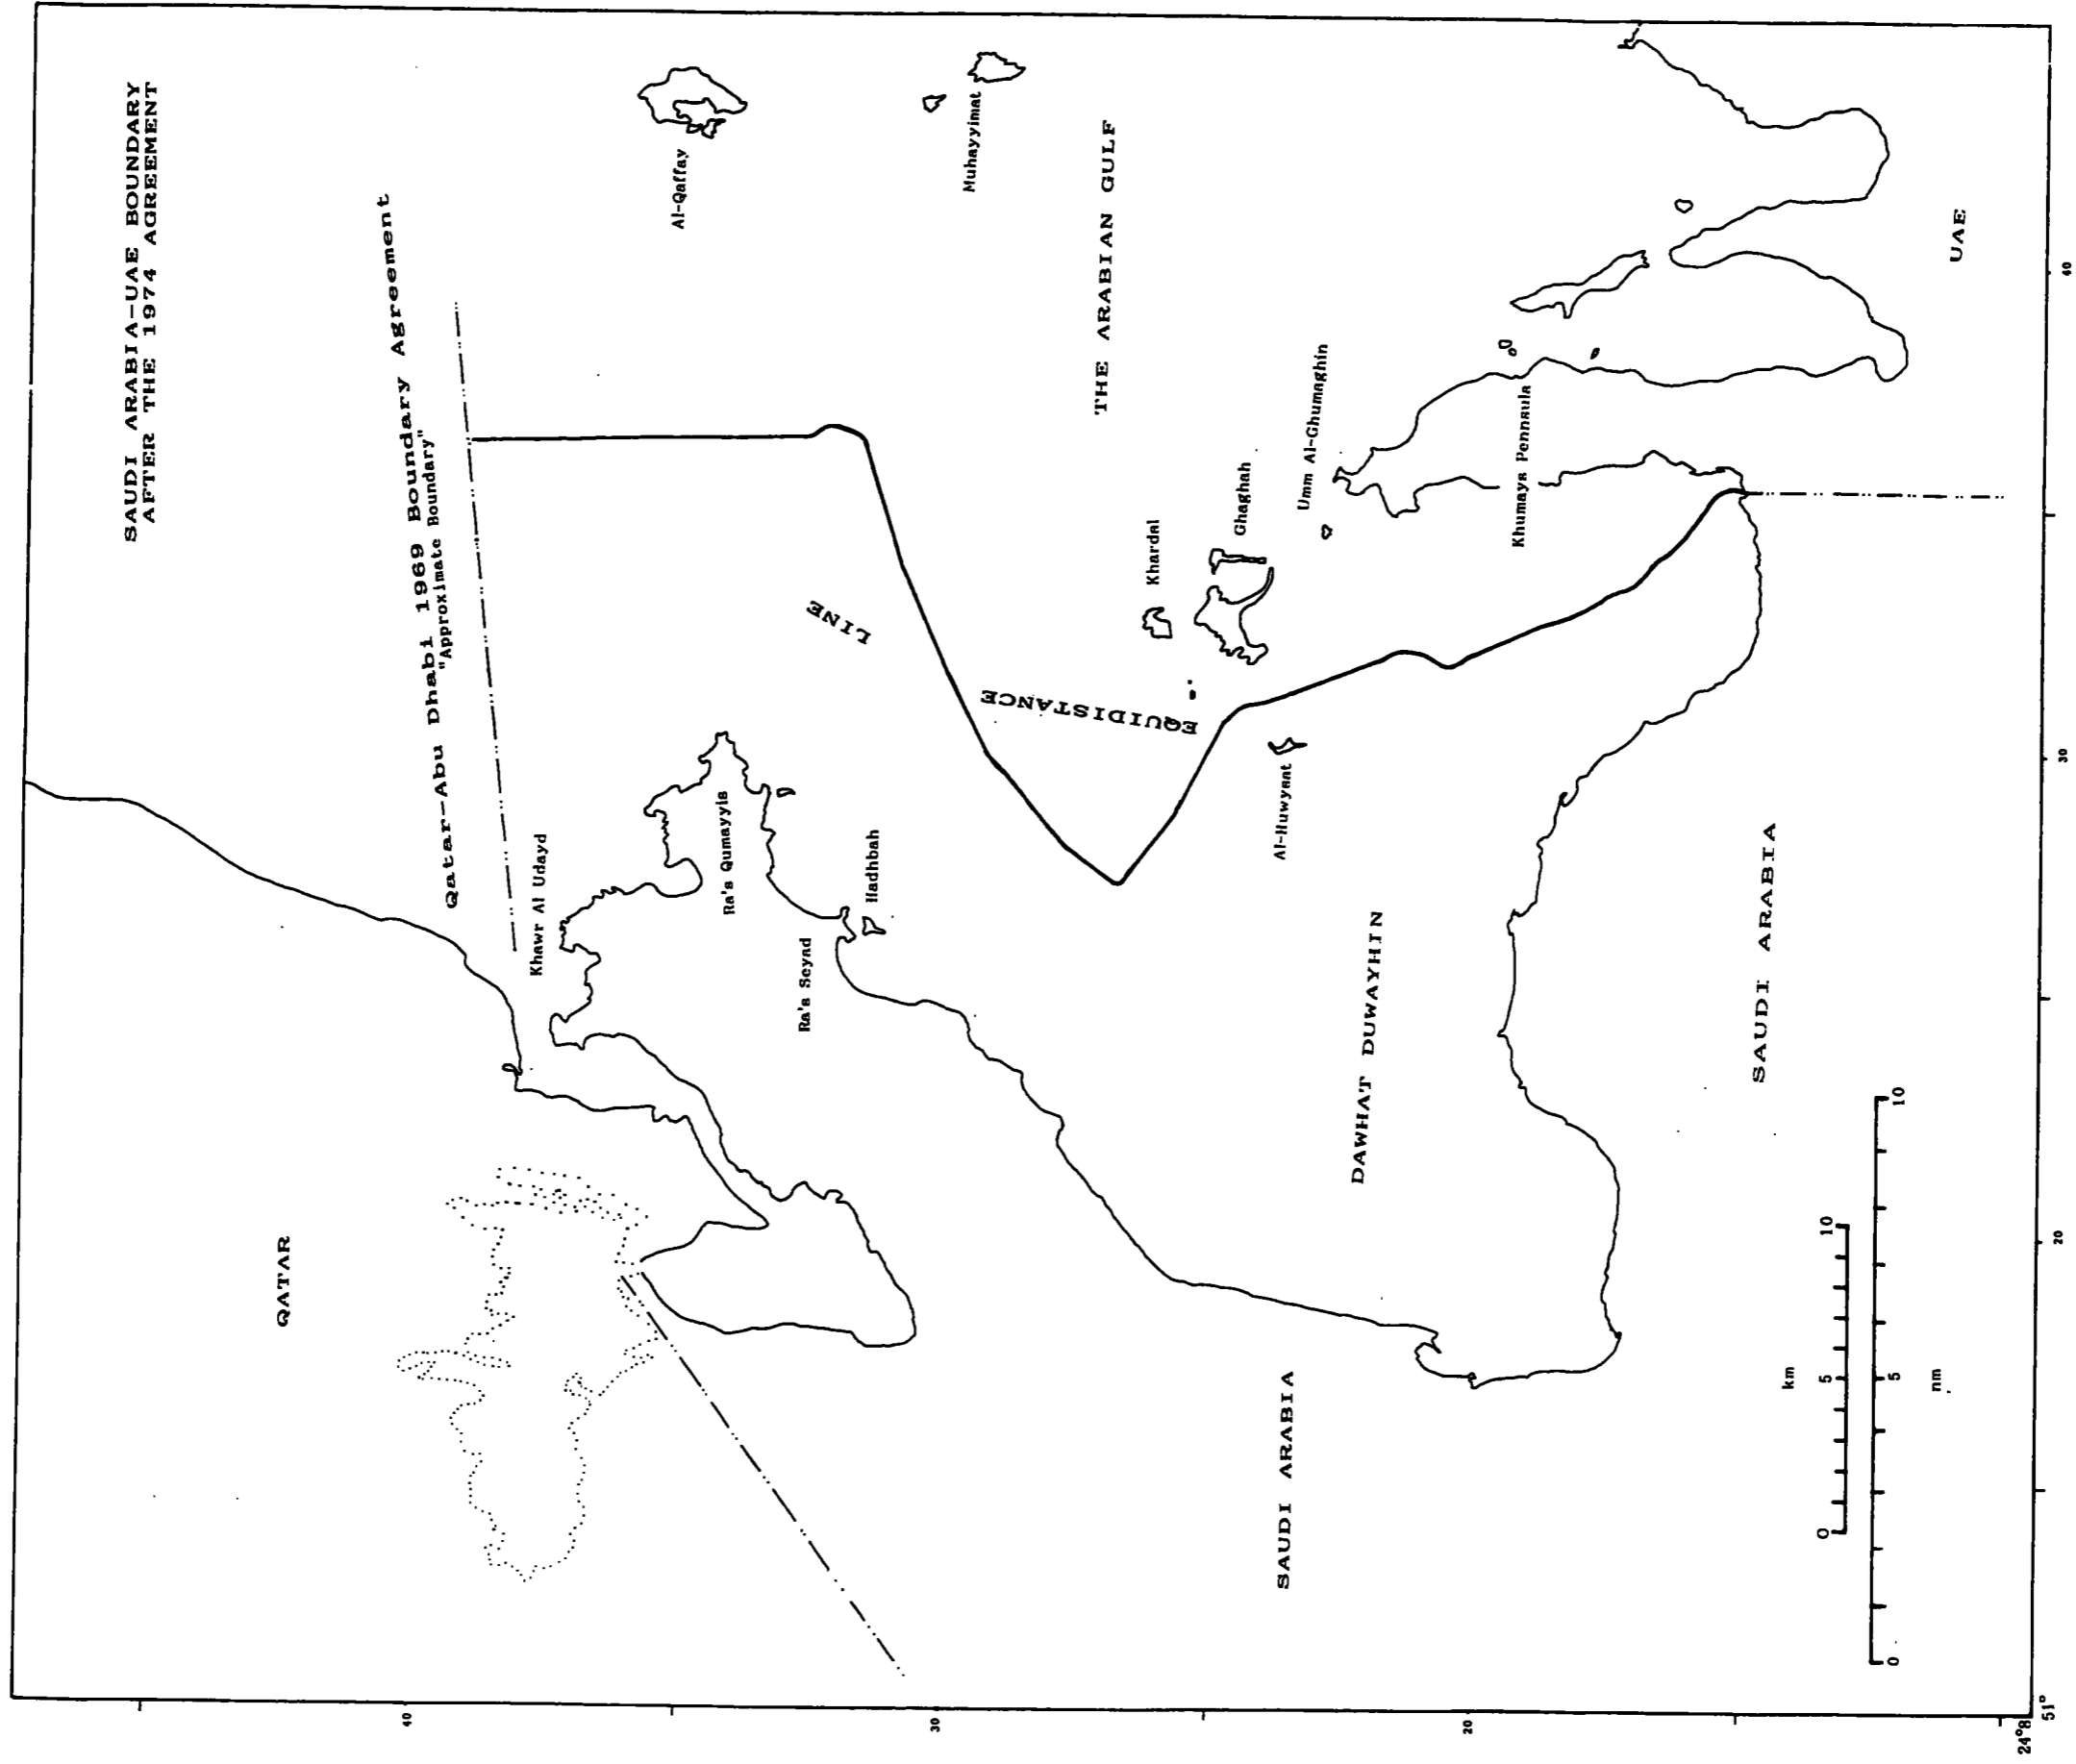 SAUDI ARABIA-UAE BOUNDARY
AFTER THE 1974 AGREEMENT
Qatar-Abu Dhabi 1969 Boundary Agreement
"Approximate Boundary"
QATAR
Khawr Al Udayd
Al-Qaffay
Ra's Qumayyis
Ra's Seyad
Hadhbah
LINE
EQUIDISTANCE
Muhayyimat
THE ARABIAN GULF
Khardal
Ghaghah
Umm Al-Ghumaghin
Al-Huwysat
DAWHAT DUWAYHIN
Khumays Pennsula
SAUDI ARABIA
SAUDI ARABIA
UAE
km
0 5 10
0 5 10
nm
40
30
20
24°8
51°
20
30
40